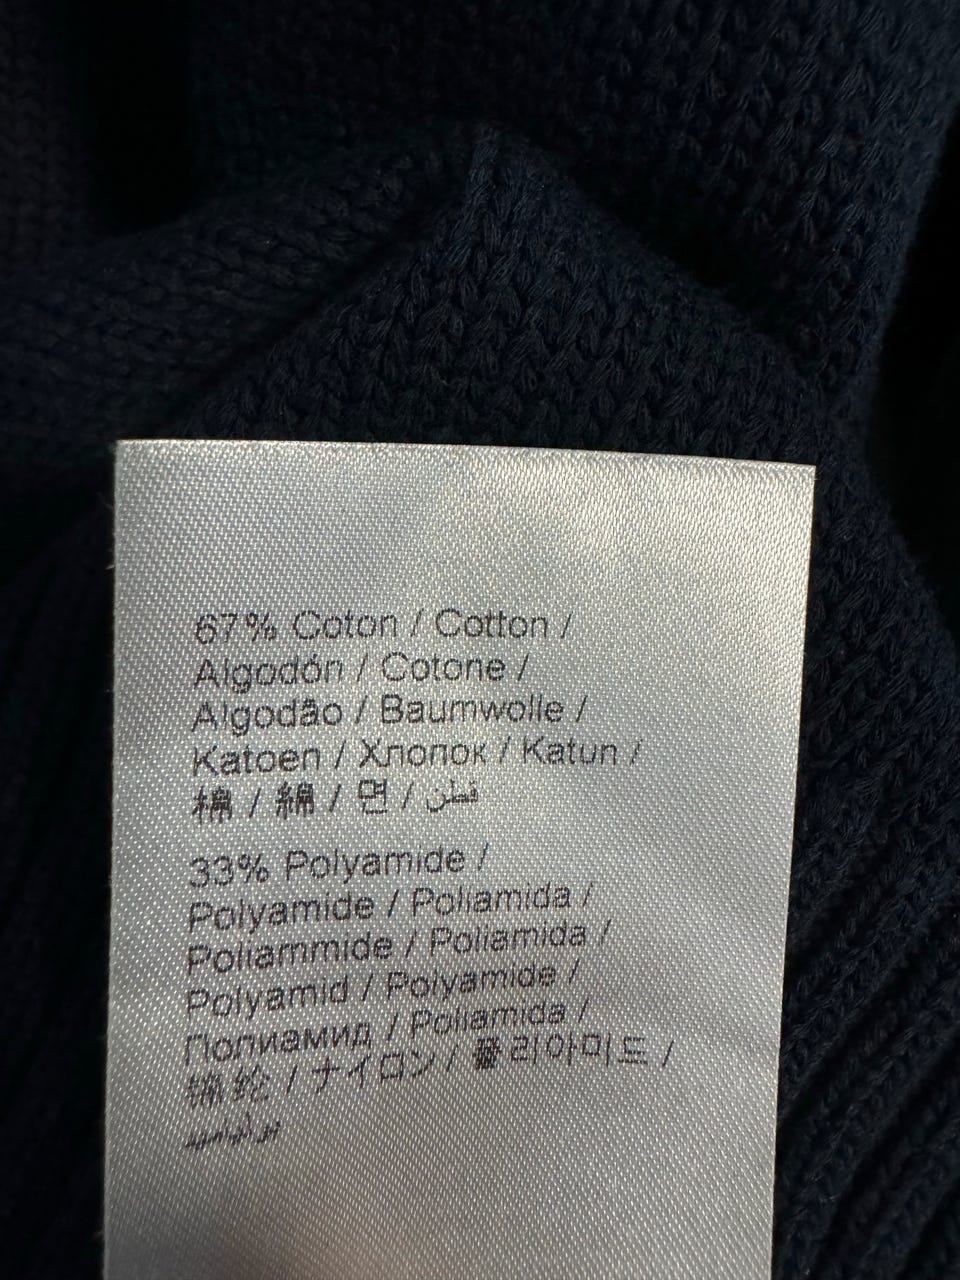 67% Coton / Cotton /
Algodón / Cotone /
Algodão / Baumwolle /
Katoen / Хлопок / Katun /
棉 / 綿 / 면 / قطن
33% Polyamide /
Polyamide / Poliamida /
Poliammide / Poliamida /
Polyamid / Polyamide /
Полиамид / Poliamida /
锦纶 / ナイロン / 폴리아미드 /
بولياميد